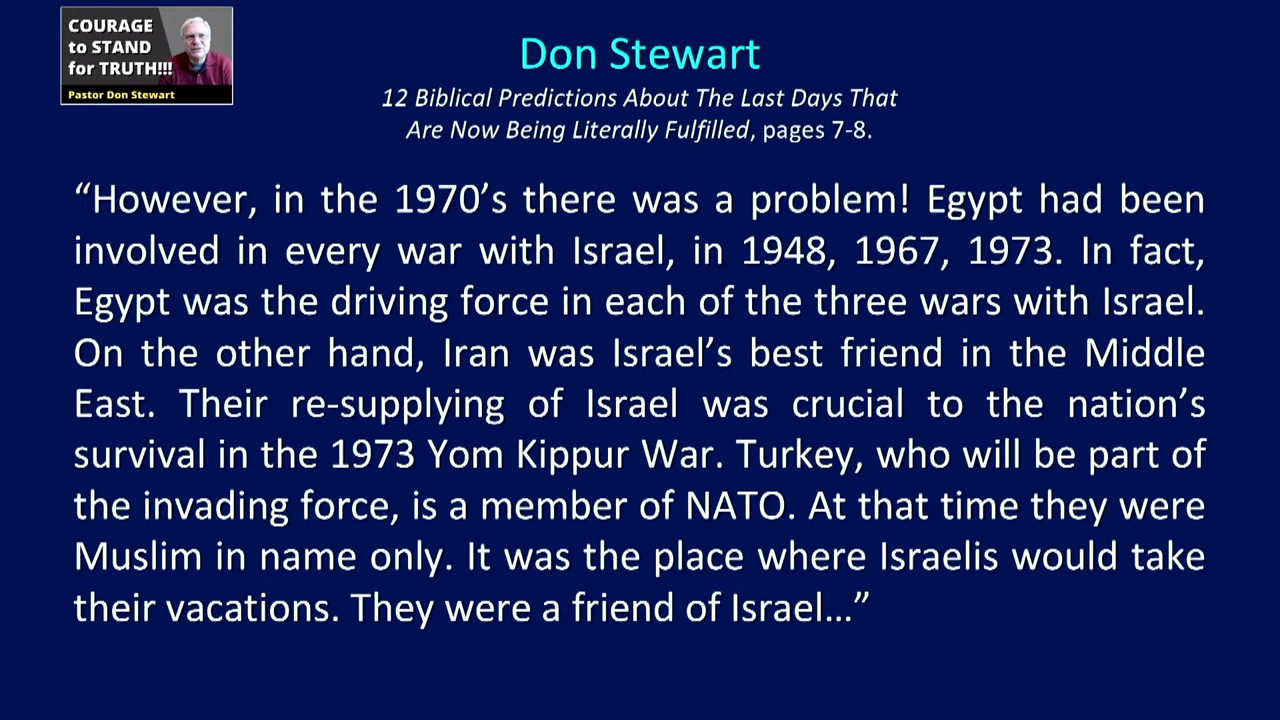 COURAGE
to STAND
for TRUTH!!!
Pastor Don Stewart
Don Stewart
12 Biblical Predictions About The Last Days That
Are Now Being Literally Fulfilled, pages 7-8.
“However, in the 1970’s there was a problem! Egypt had been
involved in every war with Israel, in 1948, 1967, 1973. In fact,
Egypt was the driving force in each of the three wars with Israel.
On the other hand, Iran was Israel’s best friend in the Middle
East. Their re-supplying of Israel was crucial to the nation’s
survival in the 1973 Yom Kippur War. Turkey, who will be part of
the invading force, is a member of NATO. At that time they were
Muslim in name only. It was the place where Israelis would take
their vacations. They were a friend of Israel…”